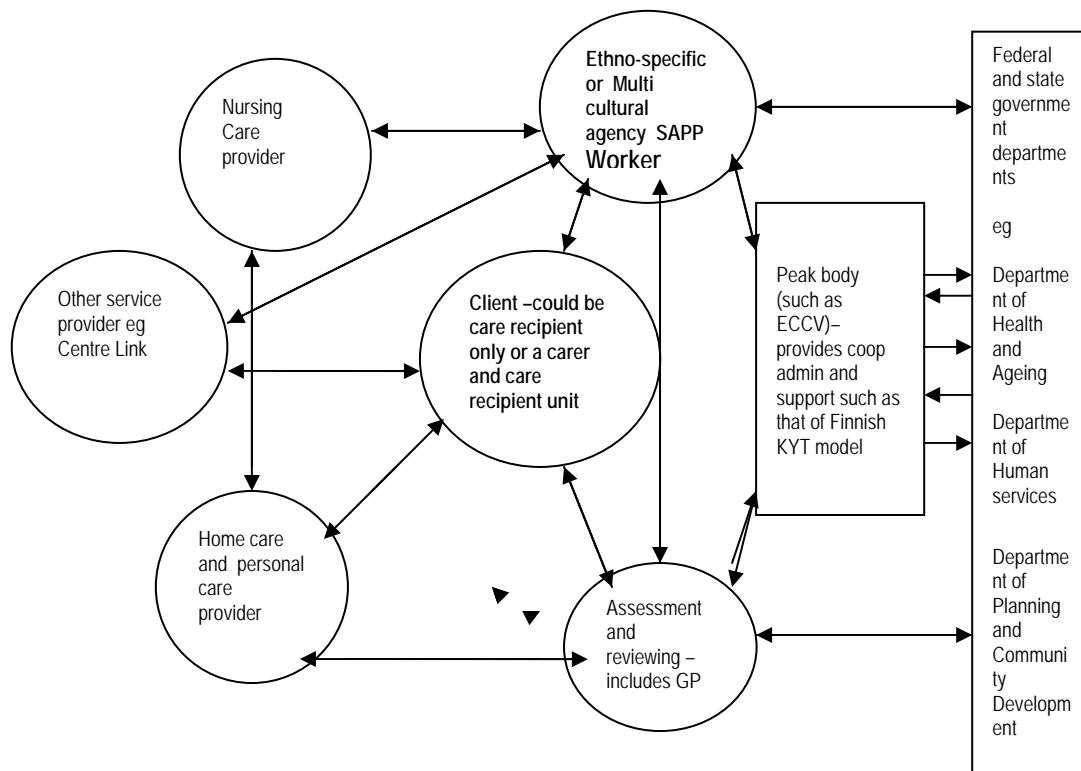 Ethno-specific
or Multi
cultural
agency SAPP
Worker
Nursing
Care
provider
Other service
provider eg
Centre Link
Client –could be
care recipient
only or a carer
and care
recipient unit
Home care
and personal
care
provider
Assessment
and
reviewing –
includes GP
Peak body
(such as
ECCV)–
provides coop
admin and
support such as
that of Finnish
KYT model
Federal
and state
governme
nt
departme
nts
eg
Departme
nt of
Health
and
Ageing
Departme
nt of
Human
services
Departme
nt of
Planning
and
Communi
ty
Developm
ent